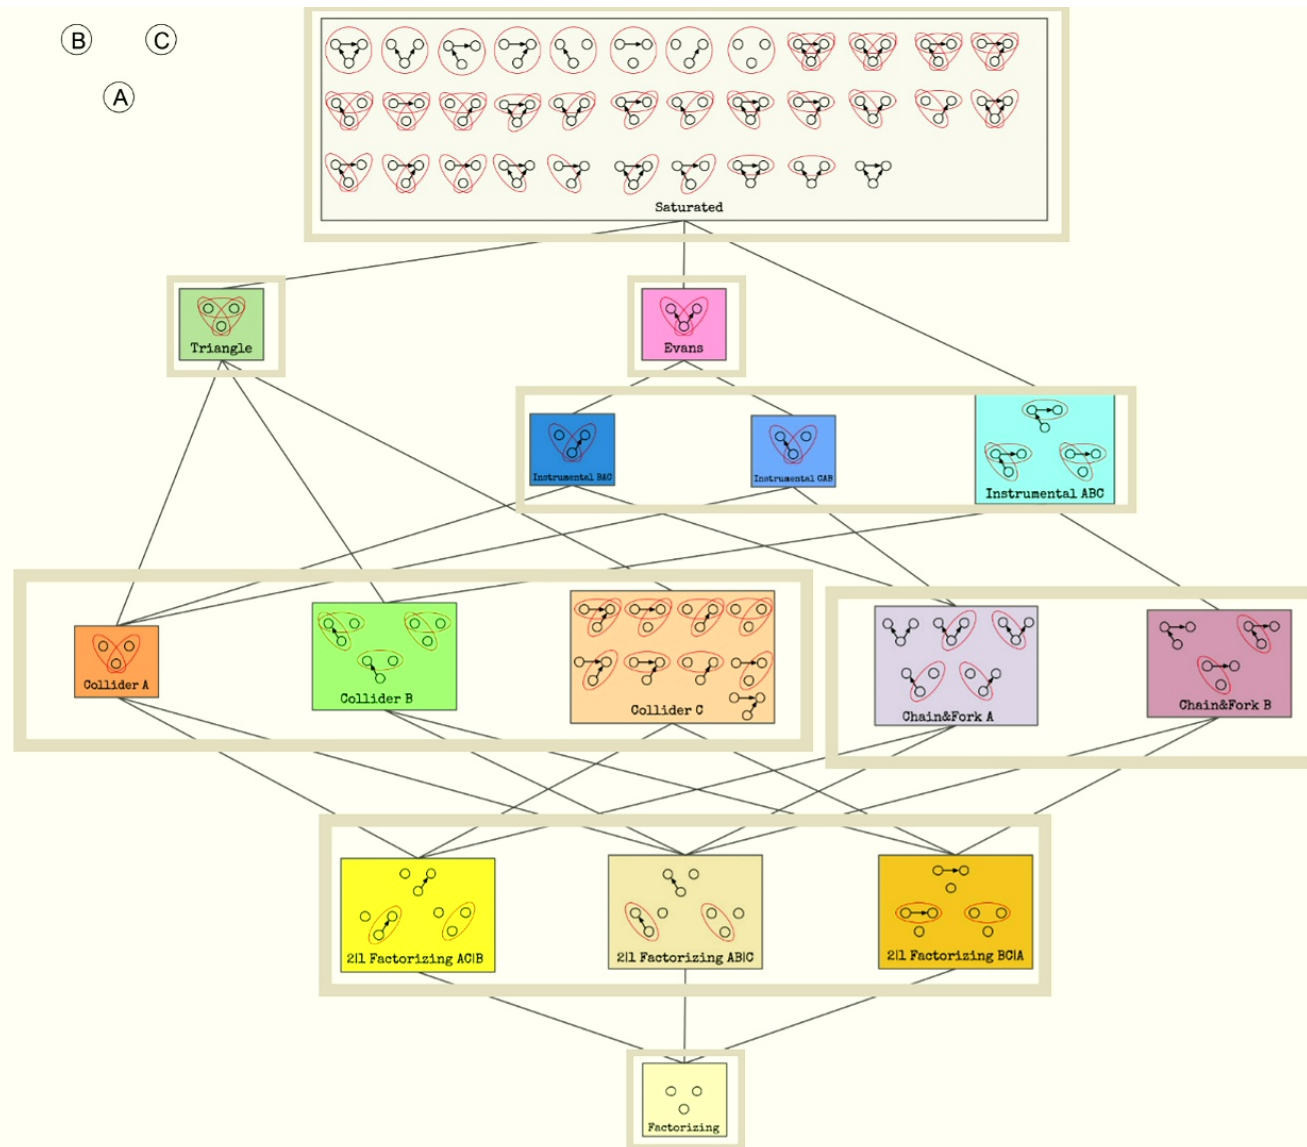 B C
A
Saturated
Triangle
Evans
Instrumental BAC
Instrumental CAB
Instrumental ABC
Collider A
Collider B
Collider C
Chain&Fork A
Chain&Fork B
2|1 Factorizing AC|B
2|1 Factorizing AB|C
2|1 Factorizing BC|A
Factorizing